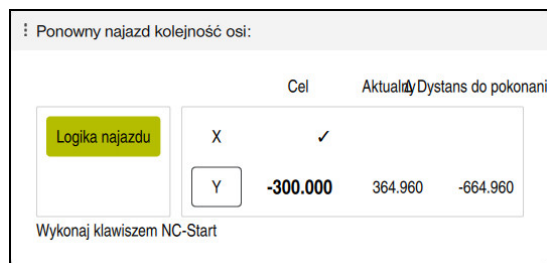 Ponowny najazd kolejność osi:
Cel Aktualny Δ Dystans do pokonani
Logika najazdu X ✓
Y -300.000 364.960 -664.960
Wykonaj klawiszem NC-Start